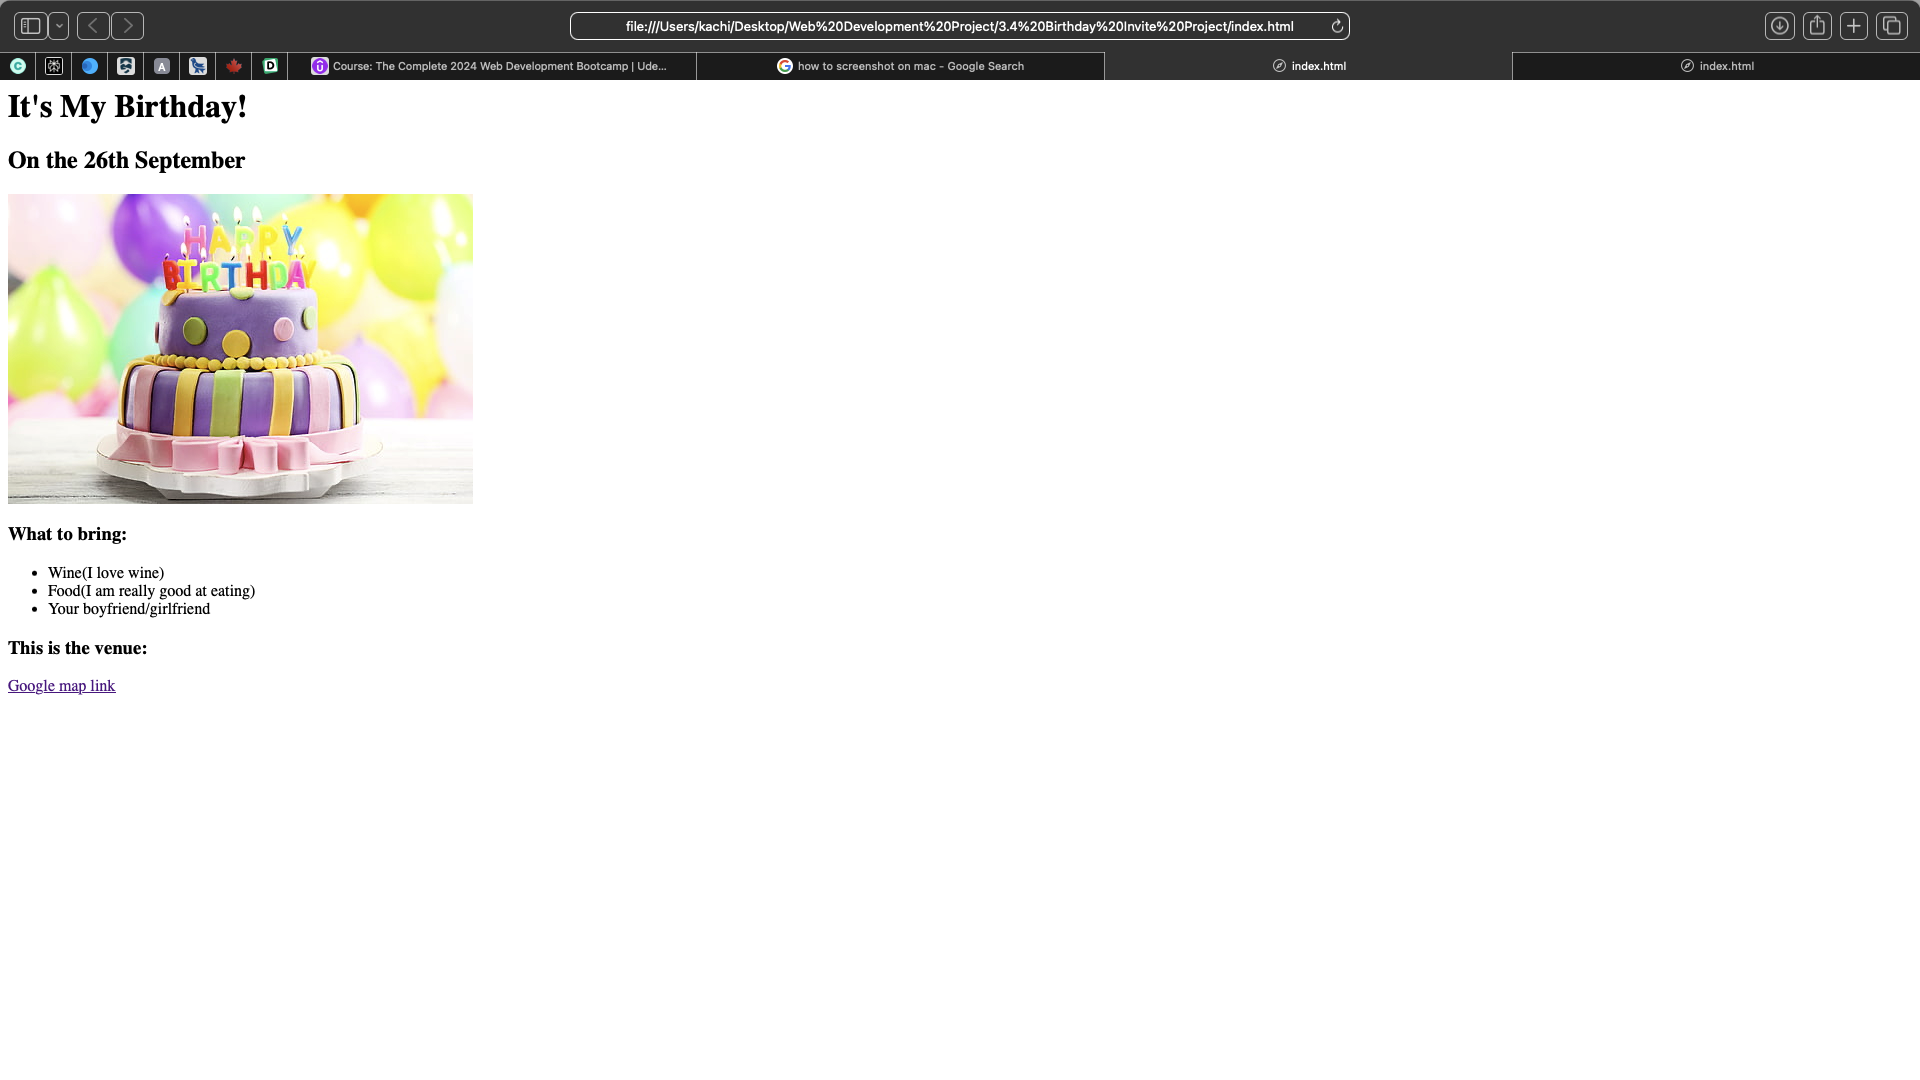 file:///Users/kachi/Desktop/Web%20Development%20Project/3.4%20Birthday%20Invite%20Project/index.html
C
A
D
Course: The Complete 2024 Web Development Bootcamp | Ude...
G
how to screenshot on mac - Google Search
index.html
index.html
It's My Birthday!
On the 26th September
HAPPY
BIRTHDAY
What to bring:
Wine(I love wine)
Food(I am really good at eating)
Your boyfriend/girlfriend
This is the venue:
Google map link